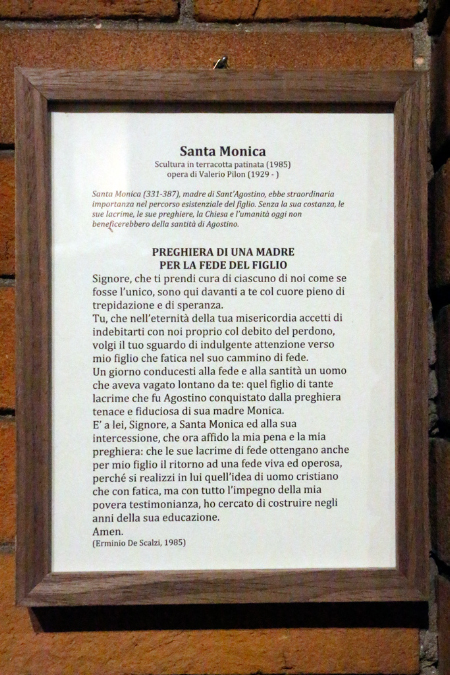 Santa Monica
Scultura in terracotta patinata (1985)
opera di Valerio Pilon (1929 - )
Santa Monica (331-387), madre di Sant'Agostino, ebbe straordinaria
importanza nel percorso esistenziale del figlio. Senza la sua costanza, le
sue lacrime, le sue preghiere, la Chiesa e l'umanità oggi non
beneficerebbero della santità di Agostino.
PREGHIERA DI UNA MADRE
PER LA FEDE DEL FIGLIO
Signore, che ti prendi cura di ciascuno di noi come se
fosse l'unico, sono qui davanti a te col cuore pieno di
trepidazione e di speranza.
Tu, che nell'eternità della tua misericordia accetti di
indebitarti con noi proprio col debito del perdono,
volgi il tuo sguardo di indulgente attenzione verso
mio figlio che fatica nel suo cammino di fede.
Un giorno conducesti alla fede e alla santità un uomo
che aveva vagato lontano da te: quel figlio di tante
lacrime che fu Agostino conquistato dalla preghiera
tenace e fiduciosa di sua madre Monica.
E' a lei, Signore, a Santa Monica ed alla sua
intercessione, che ora affido la mia pena e la mia
preghiera: che le sue lacrime di fede ottengano anche
per mio figlio il ritorno ad una fede viva ed operosa,
perché si realizzi in lui quell'idea di uomo cristiano
che con fatica, ma con tutto l'impegno della mia
povera testimonianza, ho cercato di costruire negli
anni della sua educazione.
Amen.
(Erminio De Scalzi, 1985)